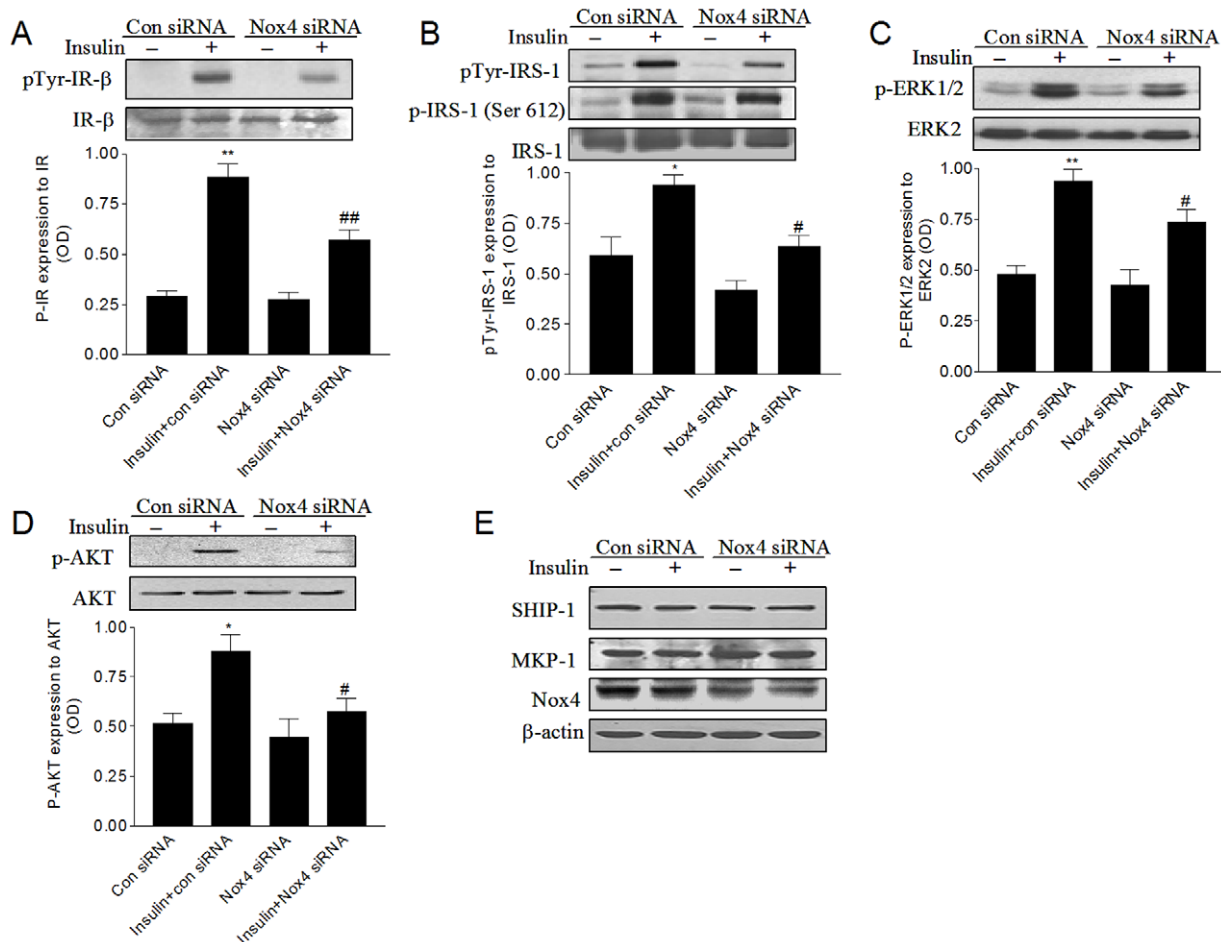 A
Con siRNA Nox4 siRNA
Insulin – + – +
pTyr-IR-β
IR-β
P-IR expression to IR
(OD)
1.00
0.75
0.50
0.25
0.00
**
##
Con siRNA
Insulin+con siRNA
Nox4 siRNA
Insulin+Nox4 siRNA
B
Con siRNA Nox4 siRNA
Insulin – + – +
pTyr-IRS-1
p-IRS-1 (Ser 612)
IRS-1
pTyr-IRS-1 expression to
IRS-1 (OD)
1.00
0.75
0.50
0.25
0.00
*
#
Con siRNA
Insulin+con siRNA
Nox4 siRNA
Insulin+Nox4 siRNA
C
Con siRNA Nox4 siRNA
Insulin – + – +
p-ERK1/2
ERK2
P-ERK1/2 expression to
ERK2 (OD)
1.00
0.75
0.50
0.25
0.00
**
#
Con siRNA
Insulin+con siRNA
Nox4 siRNA
Insulin+Nox4 siRNA
D
Con siRNA Nox4 siRNA
Insulin – + – +
p-AKT
AKT
P-AKT expression to AKT
(OD)
1.00
0.75
0.50
0.25
0.00
*
#
Con siRNA
Insulin+con siRNA
Nox4 siRNA
Insulin+Nox4 siRNA
E
Con siRNA Nox4 siRNA
Insulin – + – +
SHIP-1
MKP-1
Nox4
β-actin